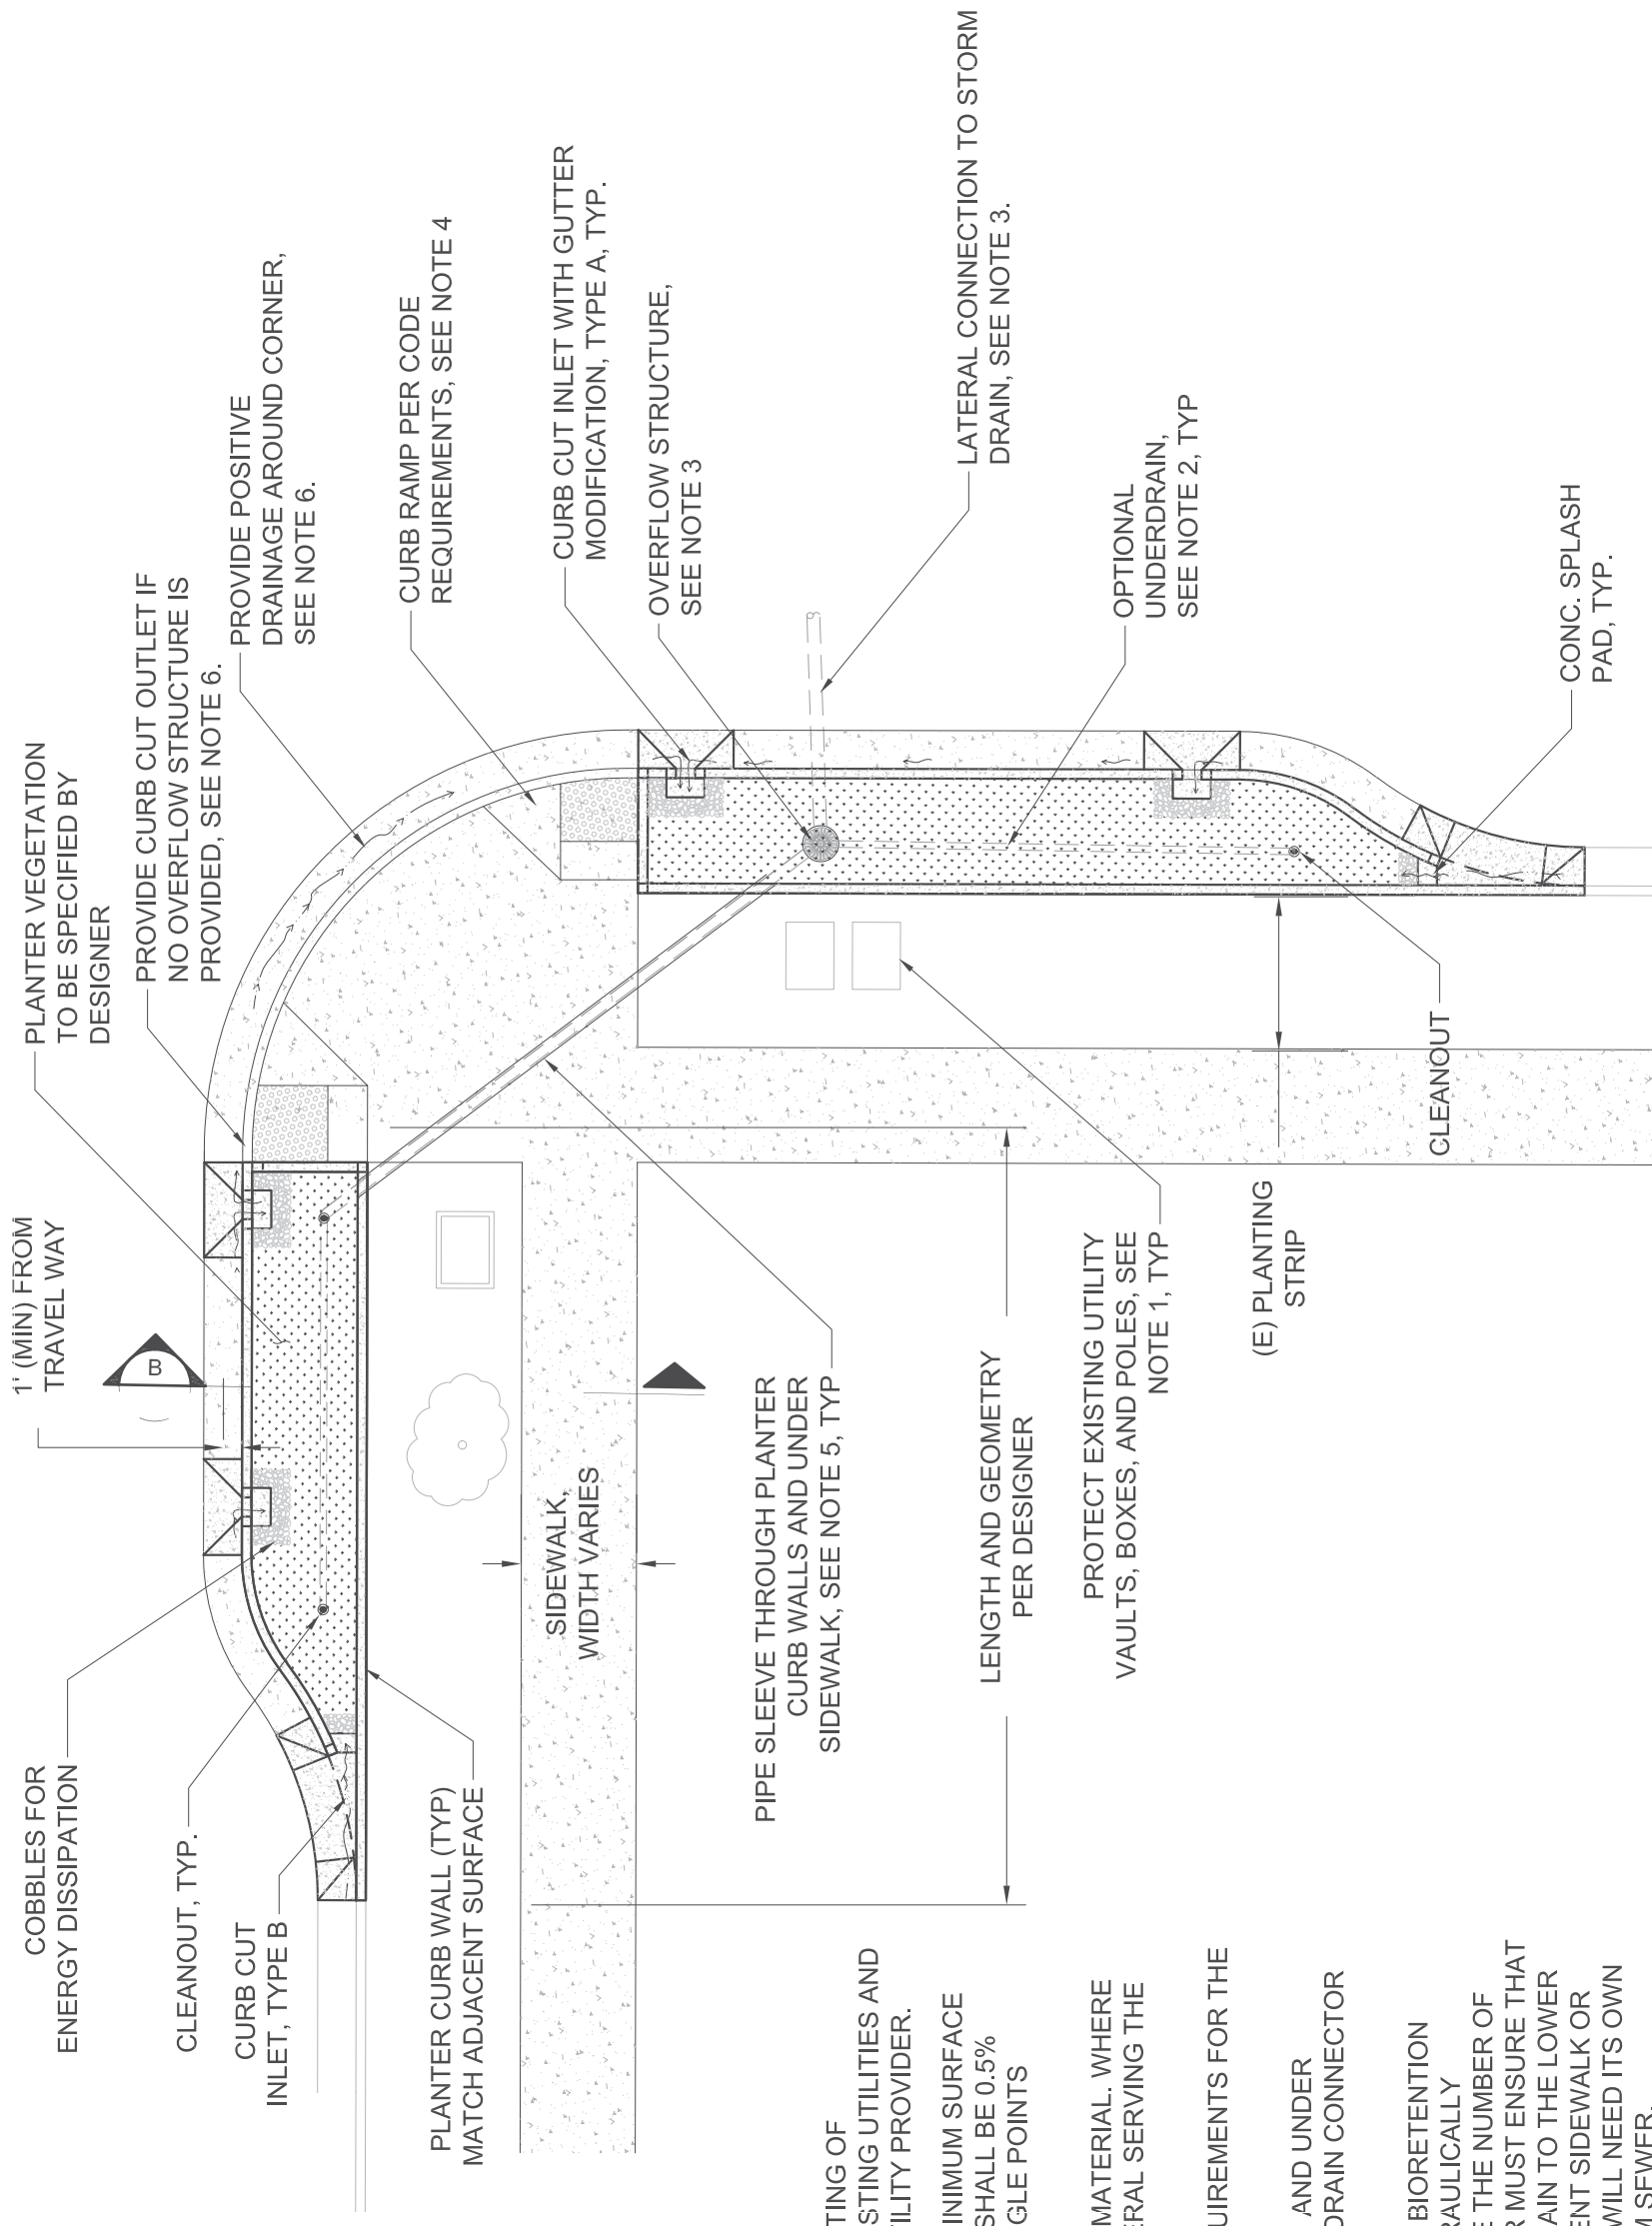 COBBLES FOR
ENERGY DISSIPATION
1' (MIN) FROM
TRAVEL WAY
B
PLANTER VEGETATION
TO BE SPECIFIED BY
DESIGNER
PROVIDE CURB CUT OUTLET IF
NO OVERFLOW STRUCTURE IS
PROVIDED, SEE NOTE 6.
PROVIDE POSITIVE
DRAINAGE AROUND CORNER,
SEE NOTE 6.
CLEANOUT, TYP.
CURB CUT
INLET, TYPE B
CURB RAMP PER CODE
REQUIREMENTS, SEE NOTE 4
PLANTER CURB WALL (TYP)
MATCH ADJACENT SURFACE
CURB CUT INLET WITH GUTTER
MODIFICATION, TYPE A, TYP.
SIDEWALK,
WIDTH VARIES
OVERFLOW STRUCTURE,
SEE NOTE 3
PIPE SLEEVE THROUGH PLANTER
CURB WALLS AND UNDER
SIDEWALK, SEE NOTE 5, TYP
LATERAL CONNECTION TO STORM
DRAIN, SEE NOTE 3.
LENGTH AND GEOMETRY
PER DESIGNER
PROTECT EXISTING UTILITY
VAULTS, BOXES, AND POLES, SEE
NOTE 1, TYP
OPTIONAL
UNDERDRAIN,
SEE NOTE 2, TYP
(E) PLANTING
STRIP
CLEANOUT
CONC. SPLASH
PAD, TYP.
TING OF
STING UTILITIES AND
ILITY PROVIDER.
INIMUM SURFACE
SHALL BE 0.5%
GLE POINTS
MATERIAL. WHERE
RAL SERVING THE
UIREMENTS FOR THE
AND UNDER
DRAIN CONNECTOR
BIORETENTION
RAULICALLY
E THE NUMBER OF
R MUST ENSURE THAT
AIN TO THE LOWER
ENT SIDEWALK OR
WILL NEED ITS OWN
M SEWER.